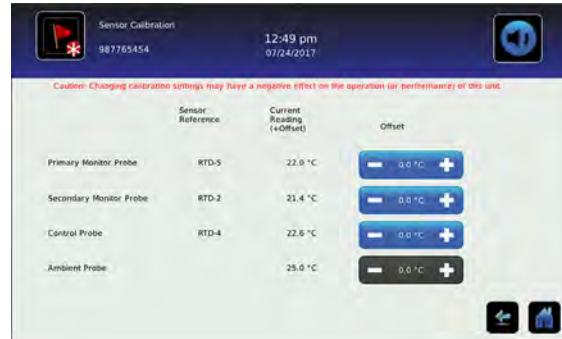 Sensor Calibration
987765454
12:49 pm
07/24/2017
Caution: Changing calibration settings may have a negative effect on the operation (or performance) of this unit.
Sensor Reference
Current Reading (+Offset)
Offset
Primary Monitor Probe RTD-5 22.0 °C 0.0 °C
Secondary Monitor Probe RTD-2 21.4 °C 0.0 °C
Control Probe RTD-4 22.6 °C 0.0 °C
Ambient Probe 25.0 °C 0.0 °C